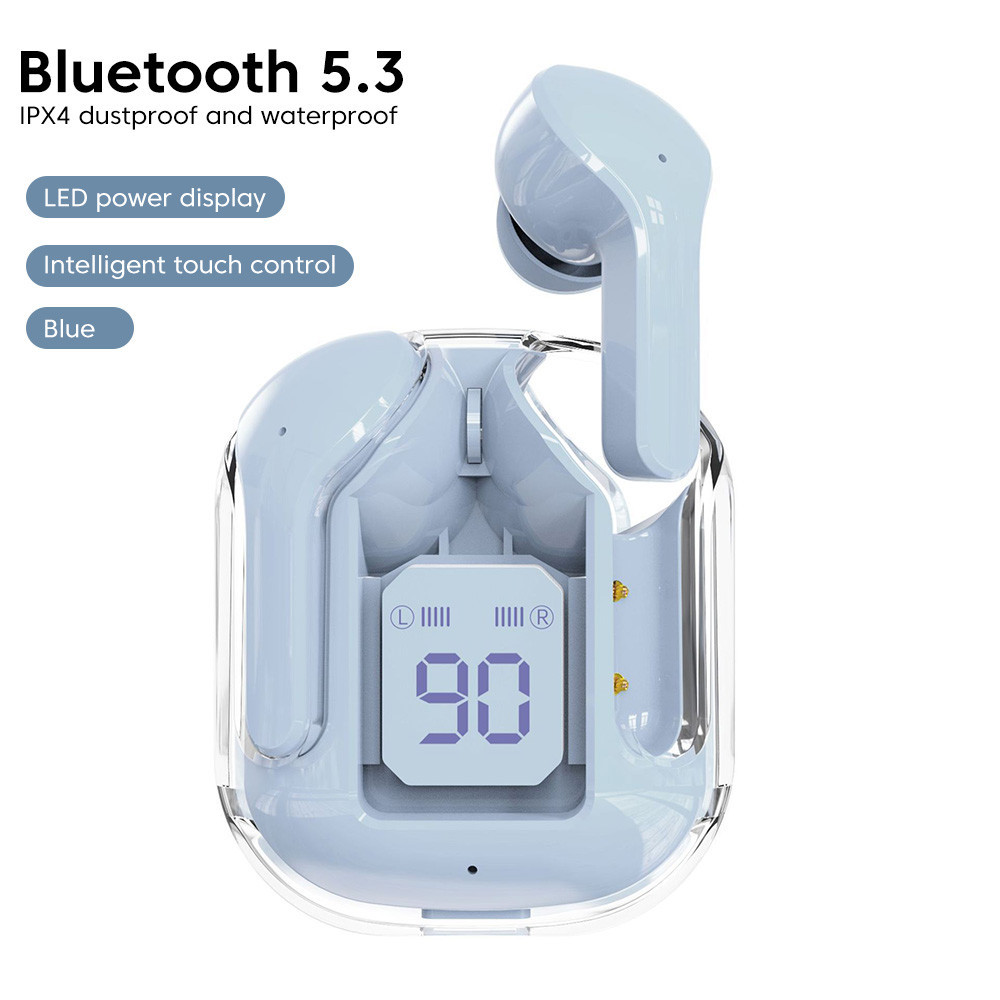 Bluetooth 5.3
IPX4 dustproof and waterproof
LED power display
Intelligent touch control
Blue
L R
90